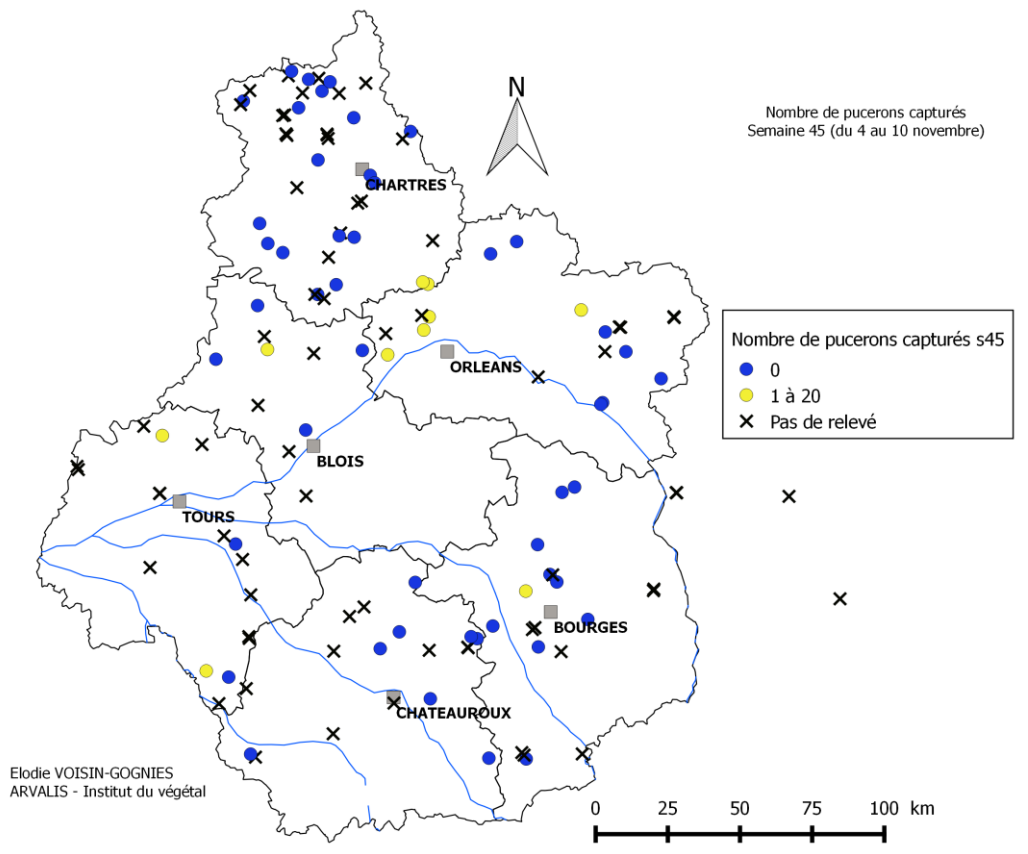 N
Nombre de pucerons capturés
Semaine 45 (du 4 au 10 novembre)
CHARTRES
Nombre de pucerons capturés s45
0
1 à 20
Pas de relevé
ORLEANS
BLOIS
TOURS
BOURGES
CHATEAUROUX
Elodie VOISIN-GOGNIES
ARVALIS - Institut du végétal
0 25 50 75 100 km